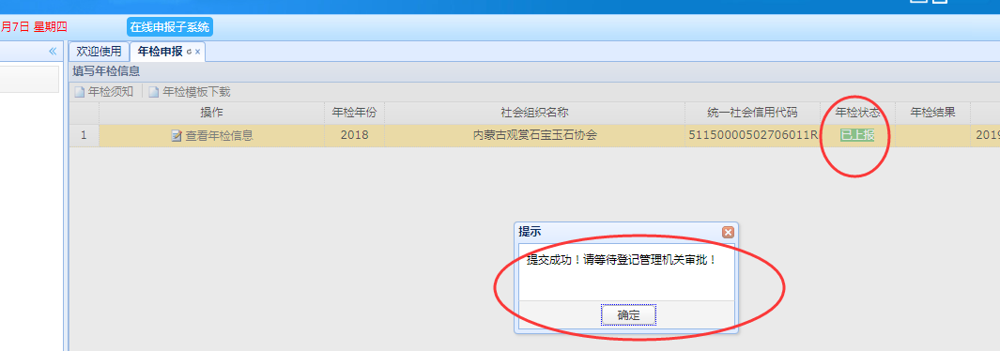 月7日 星期四
在线申报子系统
欢迎使用 年检申报
填写年检信息
年检须知 年检模板下载
操作 年检年份 社会组织名称 统一社会信用代码 年检状态 年检结果
1 查看年检信息 2018 内蒙古观赏石宝玉石协会 51150000502706011R 已上报 2019
提示
提交成功！请等待登记管理机关审批！
确定